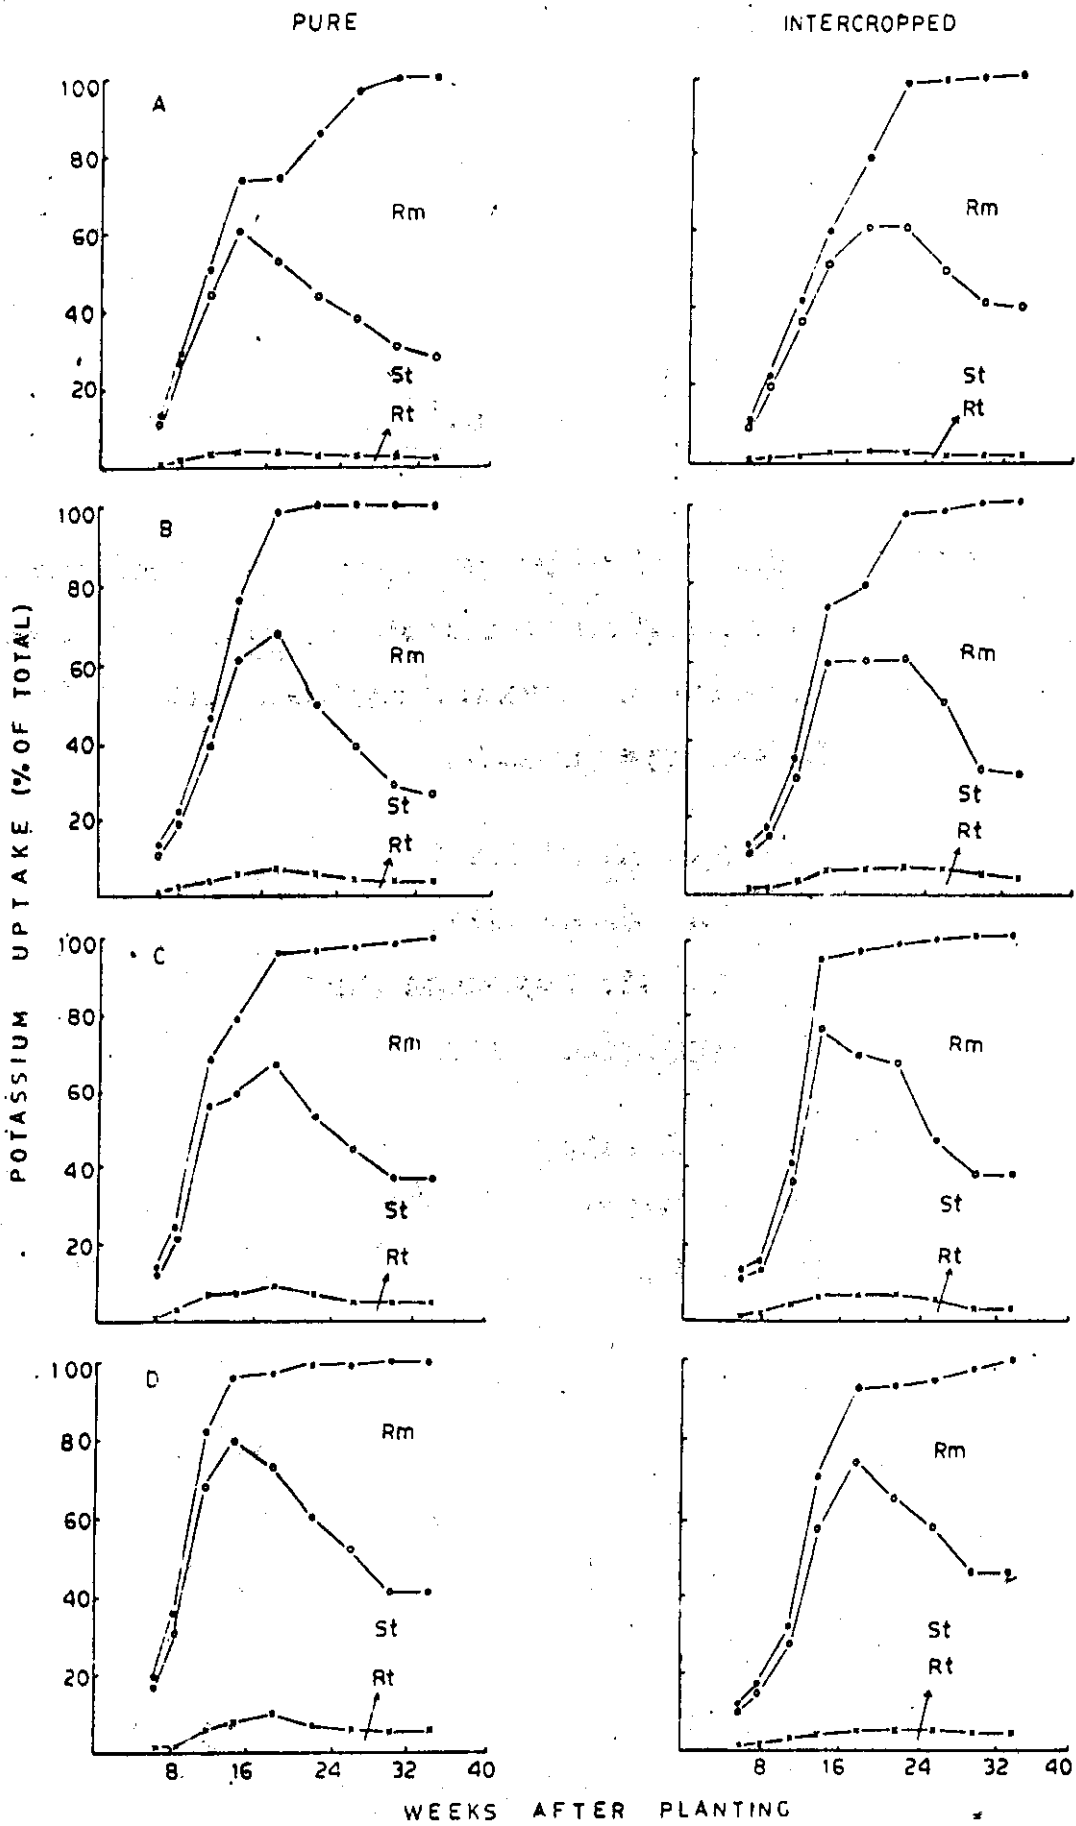 PURE INTERCROPPED
A
100
80
60
40
20
Rm
St
Rt
Rm
St
Rt
B
100
80
60
40
20
Rm
St
Rt
Rm
St
Rt
C
100
80
60
40
20
Rm
St
Rt
Rm
St
Rt
D
100
80
60
40
20
Rm
St
Rt
Rm
St
Rt
8 16 24 32 40 8 16 24 32 40
POTASSIUM UPTAKE (% OF TOTAL)
WEEKS AFTER PLANTING